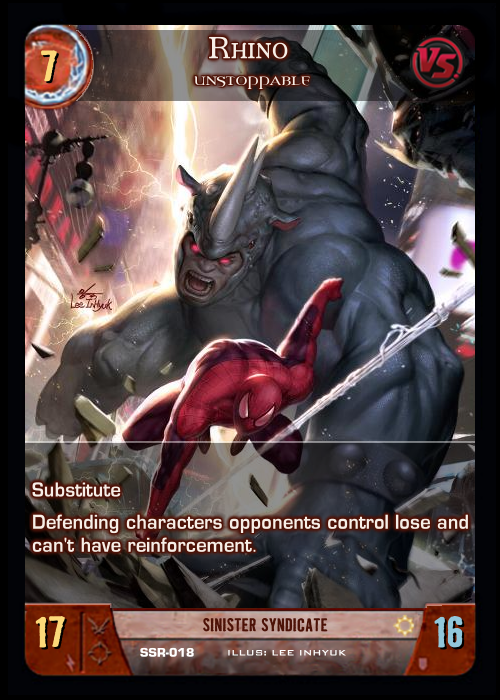 7
RHINO
UNSTOPPABLE
VS
Lee InHyuk
Substitute
Defending characters opponents control lose and
can't have reinforcement.
17
SINISTER SYNDICATE
16
SSR-018
ILLUS: LEE INHYUK